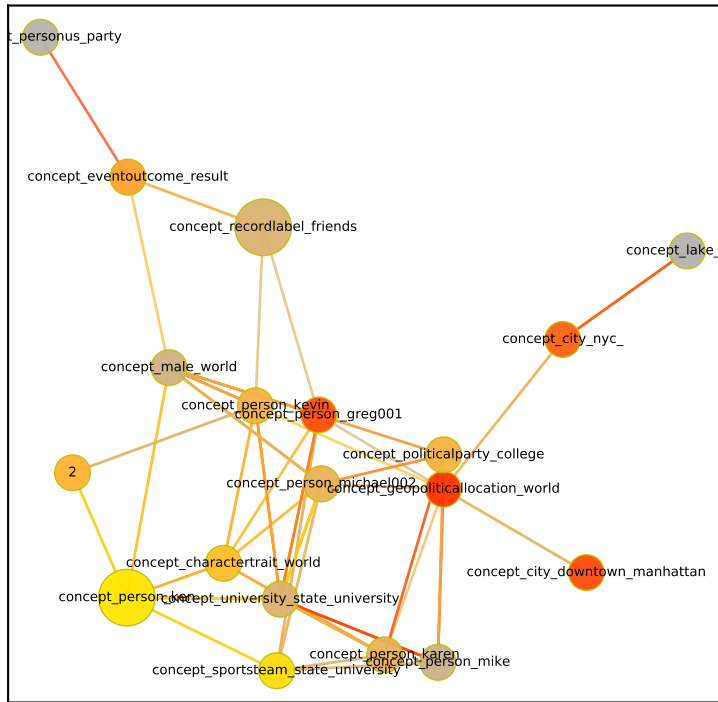 t_personus_party
concept_eventoutcome_result
concept_recordlabel_friends
concept_lake_
concept_city_nyc_
concept_male_world
concept_person_kevin
concept_person_greg001
concept_politicalparty_college
2
concept_person_michael002
concept_geopoliticallocation_world
concept_charactertrait_world
concept_city_downtown_manhattan
concept_person_ken
concept_university_state_university
concept_person_karen
concept_person_mike
concept_sportsteam_state_university